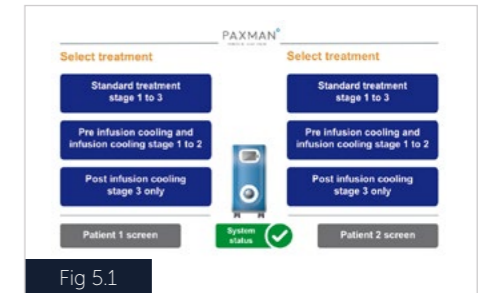 PAXMAN
Select treatment
Standard treatment
stage 1 to 3
Pre infusion cooling and
infusion cooling stage 1 to 2
Post infusion cooling
stage 3 only
Patient 1 screen
System
status
Select treatment
Standard treatment
stage 1 to 3
Pre infusion cooling and
infusion cooling stage 1 to 2
Post infusion cooling
stage 3 only
Patient 2 screen
Fig 5.1